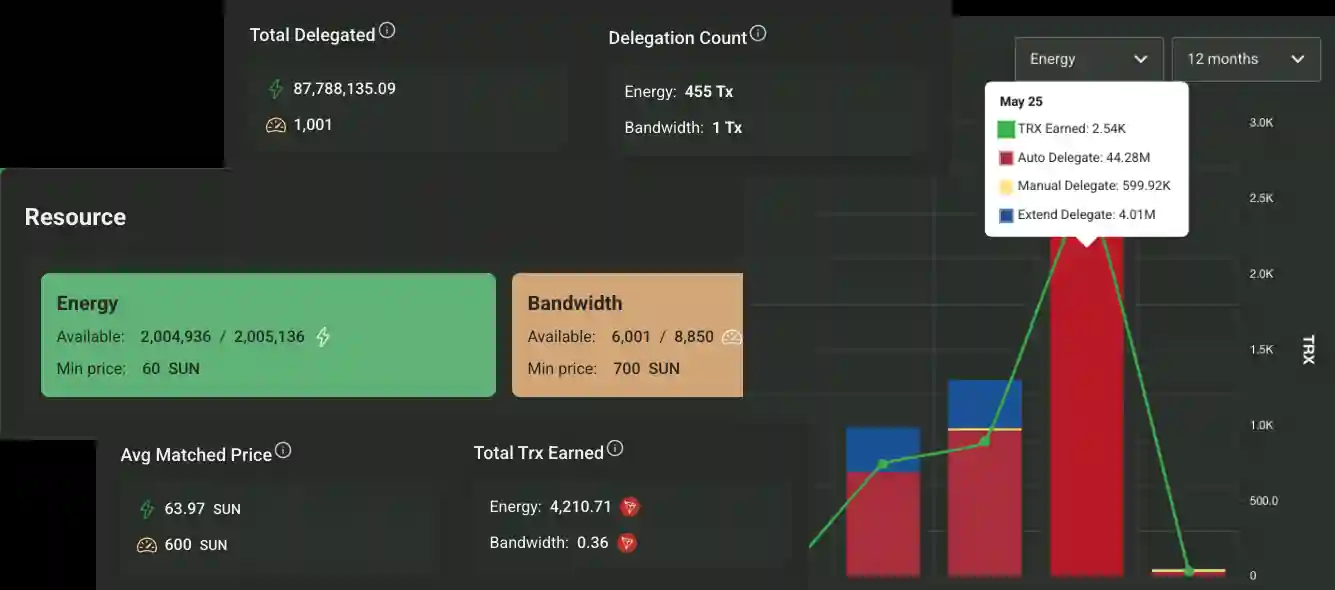 Total Delegated
87,788,135.09
1,001
Delegation Count
Energy: 455 Tx
Bandwidth: 1 Tx
Energy
12 months
May 25
TRX Earned: 2.54K
Auto Delegate: 44.28M
Manual Delegate: 599.92K
Extend Delegate: 4.01M
3.0K
2.5K
2.0K
1.5K
1.0K
500.0
0
TRX
Resource
Energy
Available: 2,004,936 / 2,005,136
Min price: 60 SUN
Bandwidth
Available: 6,001 / 8,850
Min price: 700 SUN
Avg Matched Price
63.97 SUN
600 SUN
Total Trx Earned
Energy: 4,210.71
Bandwidth: 0.36